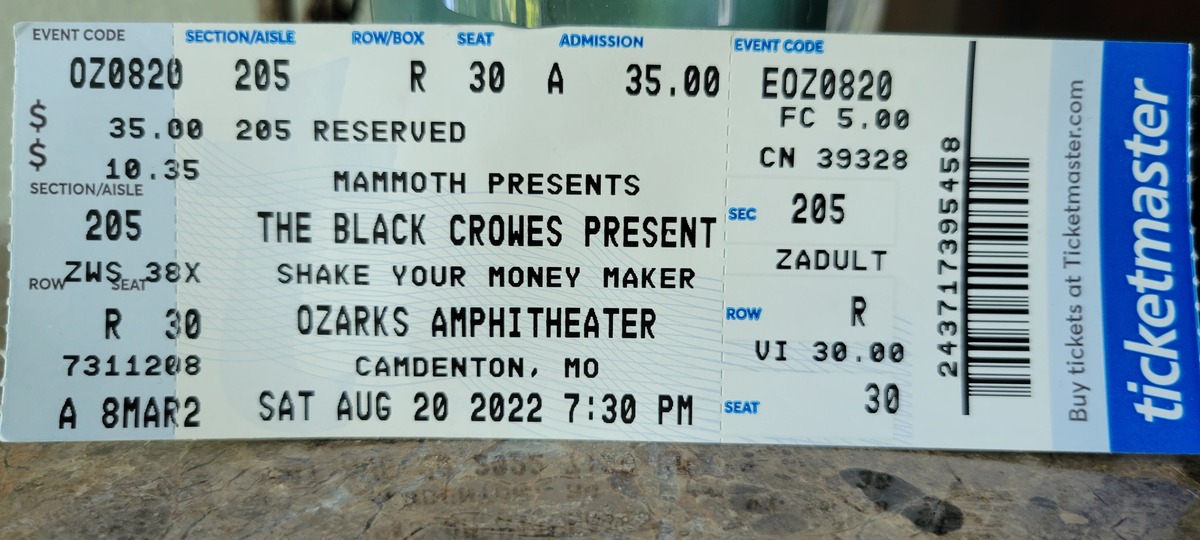 EVENT CODE SECTION/AISLE ROW/BOX SEAT ADMISSION EVENT CODE
OZ0820 205 R 30 A 35.00 EOZ0820
$ 35.00 205 RESERVED FC 5.00
$ 10.35 CN 39328
SECTION/AISLE MAMMOTH PRESENTS
205 THE BLACK CROWES PRESENT SEC 205
ZWS 38X SHAKE YOUR MONEY MAKER ZADULT
ROW SEAT
R 30 OZARKS AMPHITHEATER ROW R
7311208 CAMDENTON, MO VI 30.00
A 8MAR2 SAT AUG 20 2022 7:30 PM SEAT 30
243717395458
Buy tickets at Ticketmaster.com
ticketmaster